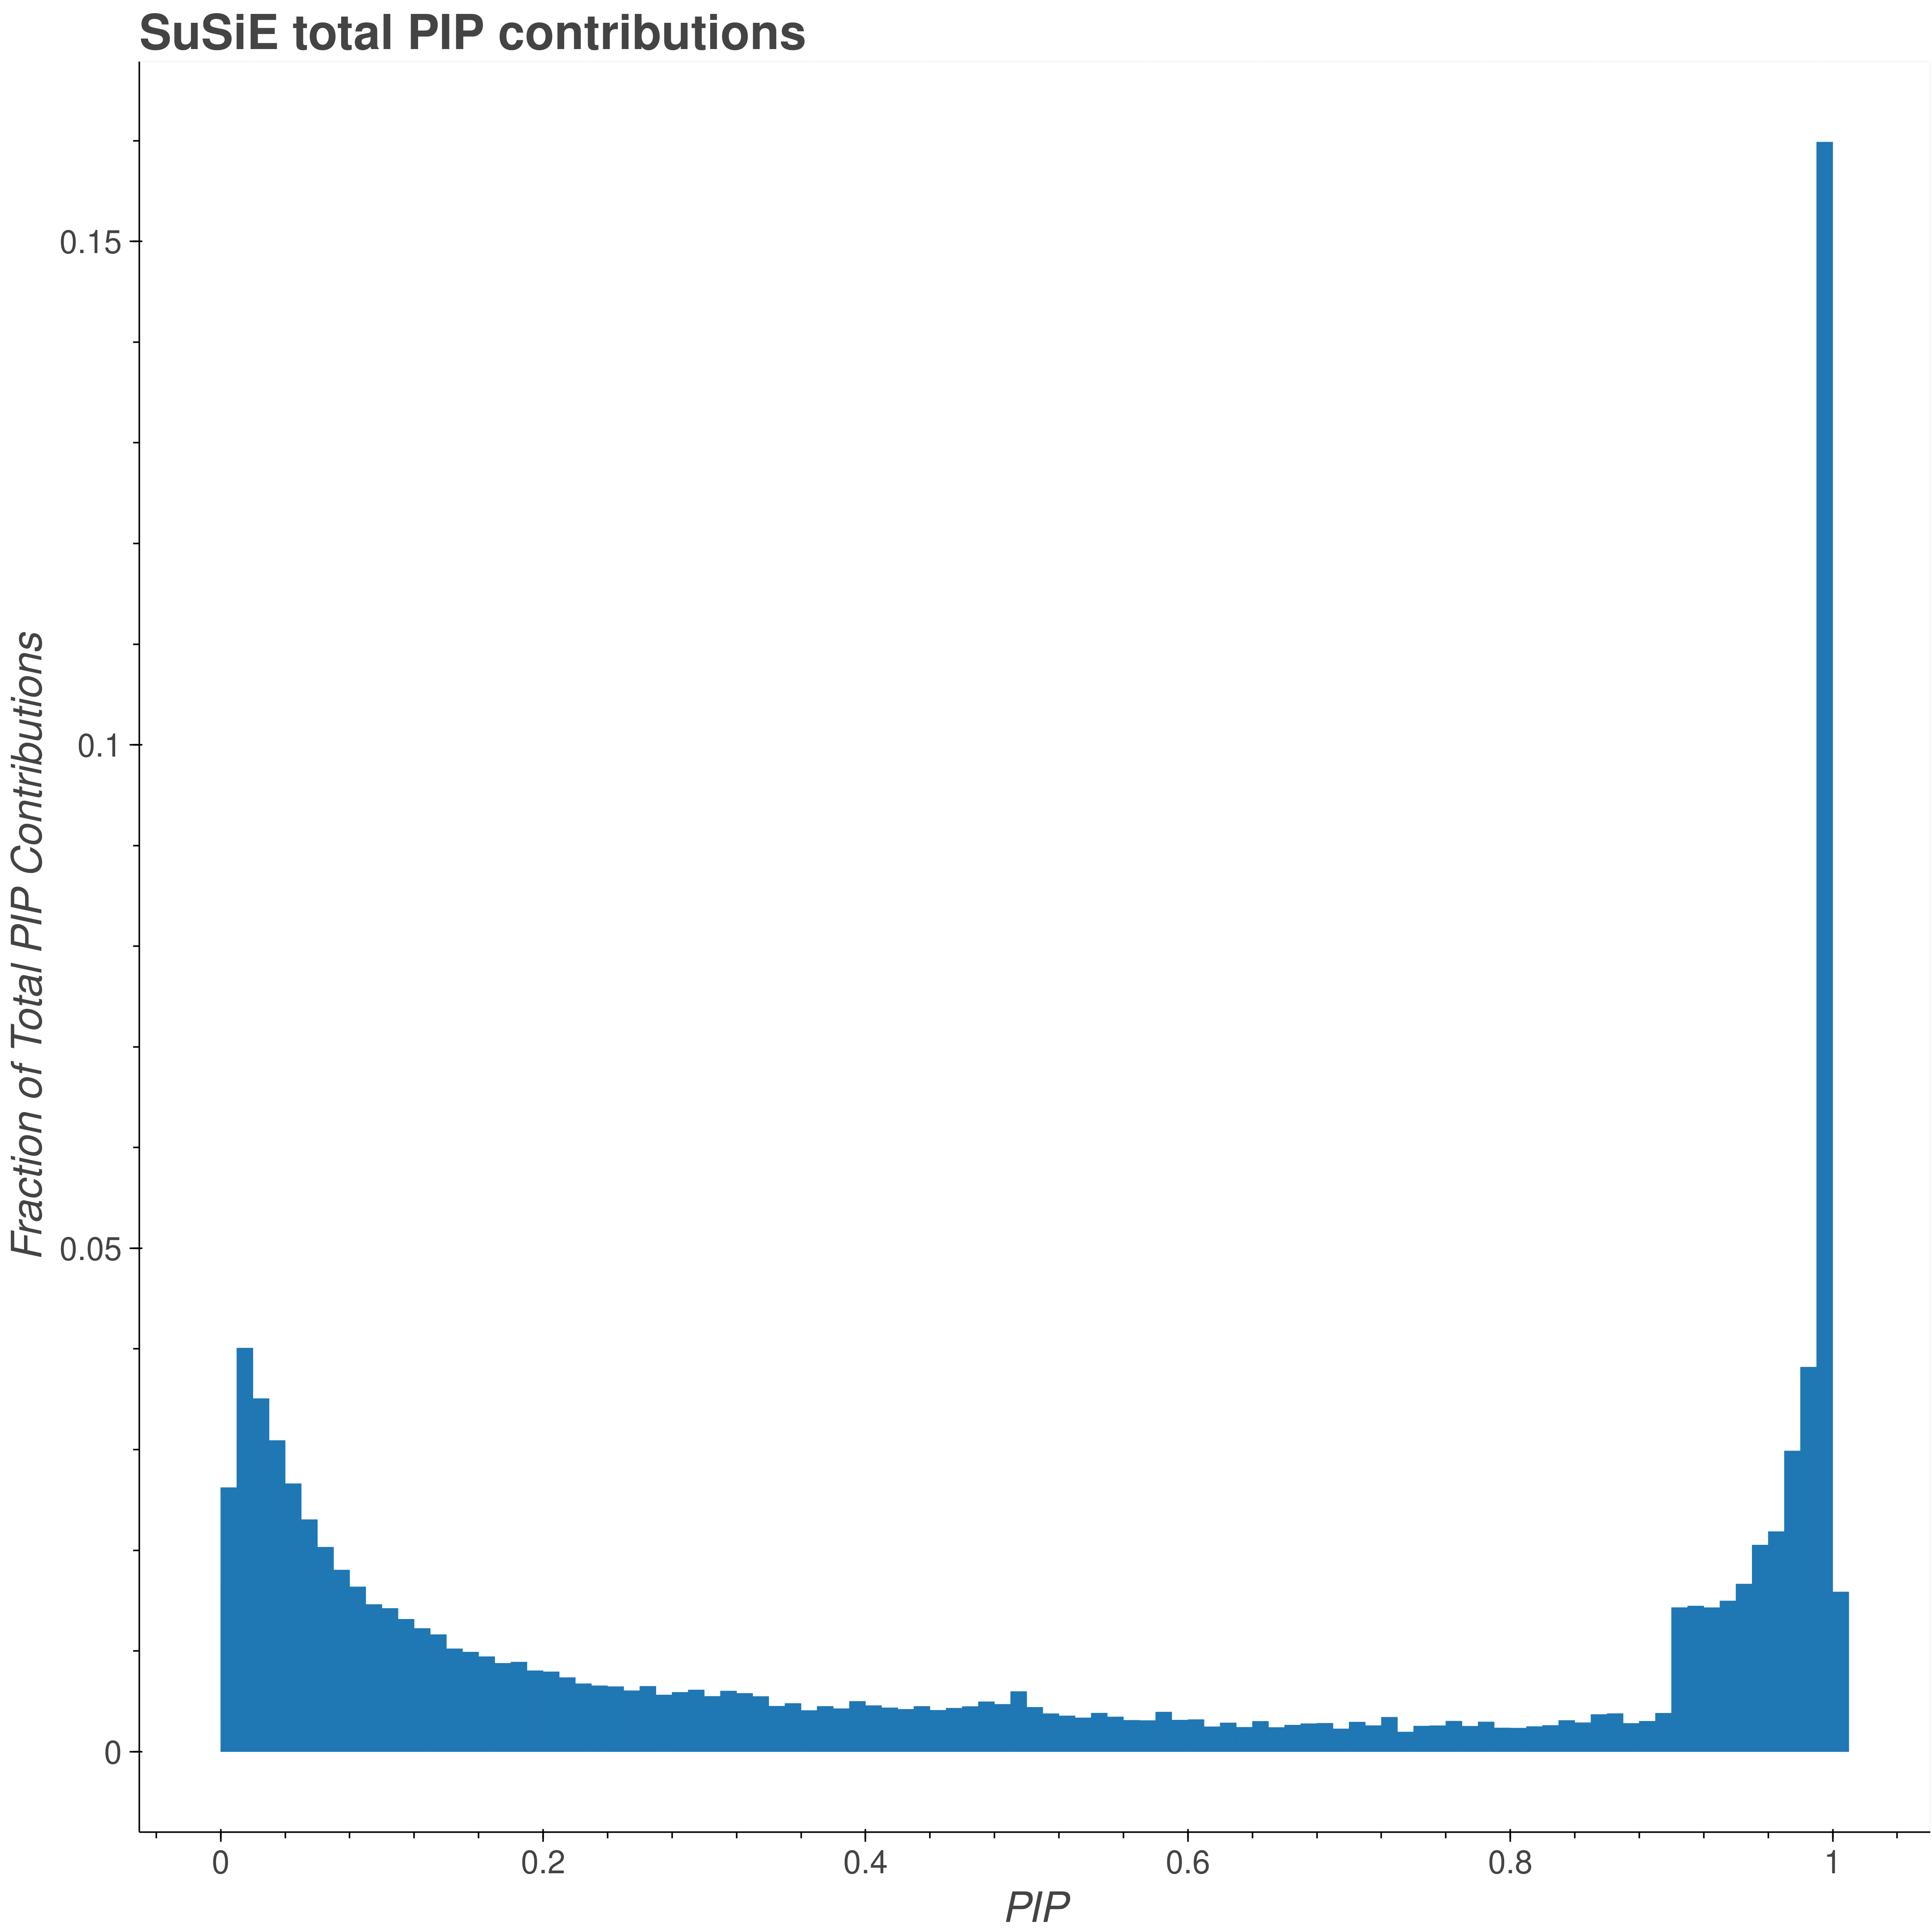 SuSiE total PIP contributions
Fraction of Total PIP Contributions
0.15
0.1
0.05
0
0 0.2 0.4 0.6 0.8 1
PIP